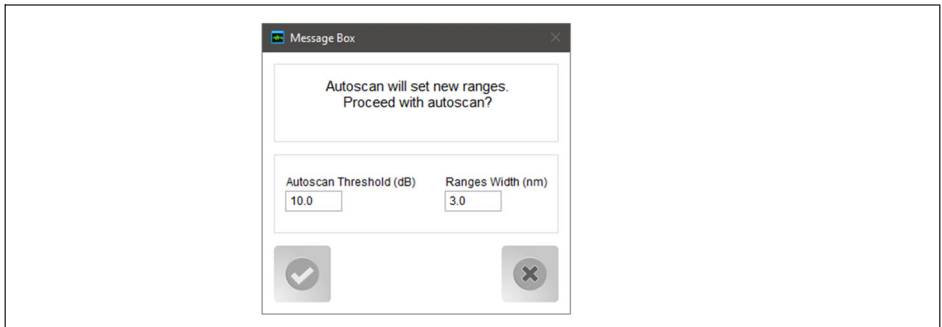 Message Box
Autoscan will set new ranges.
Proceed with autoscan?
Autoscan Threshold (dB) Ranges Width (nm)
10.0 3.0